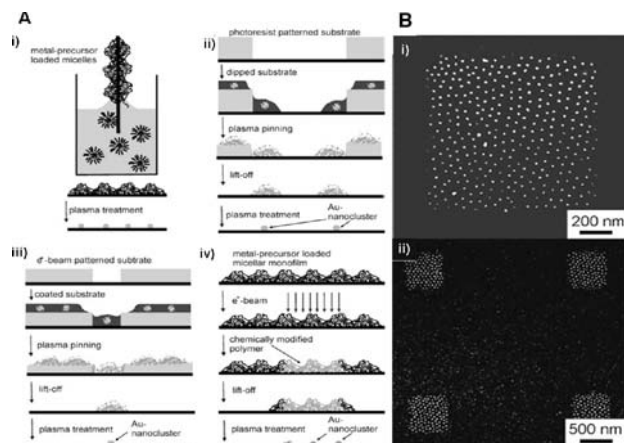 A
i)
metal-precursor
loaded micelles
plasma treatment
ii)
photoresist patterned substrate
dipped substrate
plasma pinning
lift-off
plasma treatment
Au-
nanocluster
iii)
e⁻-beam patterned subtrate
coated substrate
plasma pinning
lift-off
plasma treatment
Au-
nanocluster
iv)
metal-precursor loaded
micellar monofilm
e⁻-beam
chemically modified
polymer
lift-off
plasma treatment
Au-
nanocluster
B
i)
200 nm
ii)
500 nm